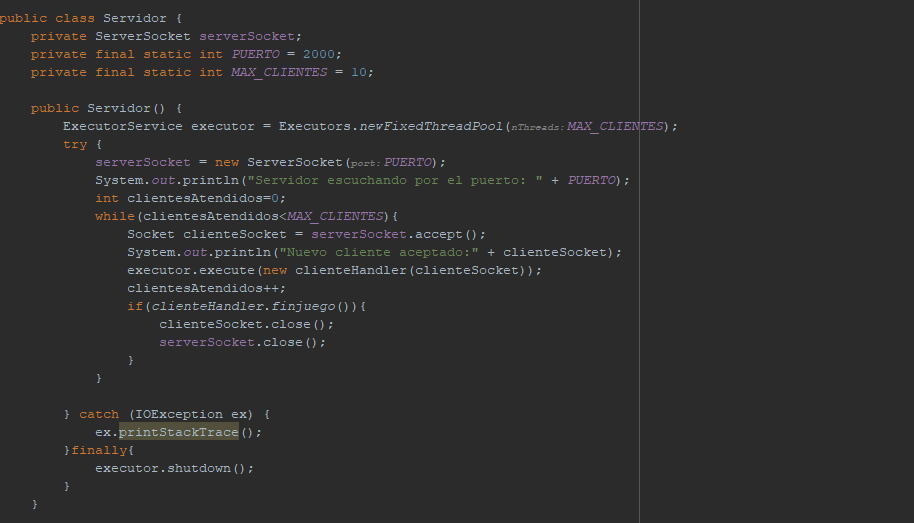 public class Servidor {
    private ServerSocket serverSocket;
    private final static int PUERTO = 2000;
    private final static int MAX_CLIENTES = 10;
    public Servidor() {
        ExecutorService executor = Executors.newFixedThreadPool(nThreads: MAX_CLIENTES);
        try {
            serverSocket = new ServerSocket(port: PUERTO);
            System.out.println("Servidor escuchando por el puerto: " + PUERTO);
            int clientesAtendidos=0;
            while(clientesAtendidos<MAX_CLIENTES){
                Socket clienteSocket = serverSocket.accept();
                System.out.println("Nuevo cliente aceptado:" + clienteSocket);
                executor.execute(new clienteHandler(clienteSocket));
                clientesAtendidos++;
                if(clienteHandler.finjuego()){
                    clienteSocket.close();
                    serverSocket.close();
                }
            }
        } catch (IOException ex) {
            ex.printStackTrace();
        }finally{
            executor.shutdown();
        }
    }